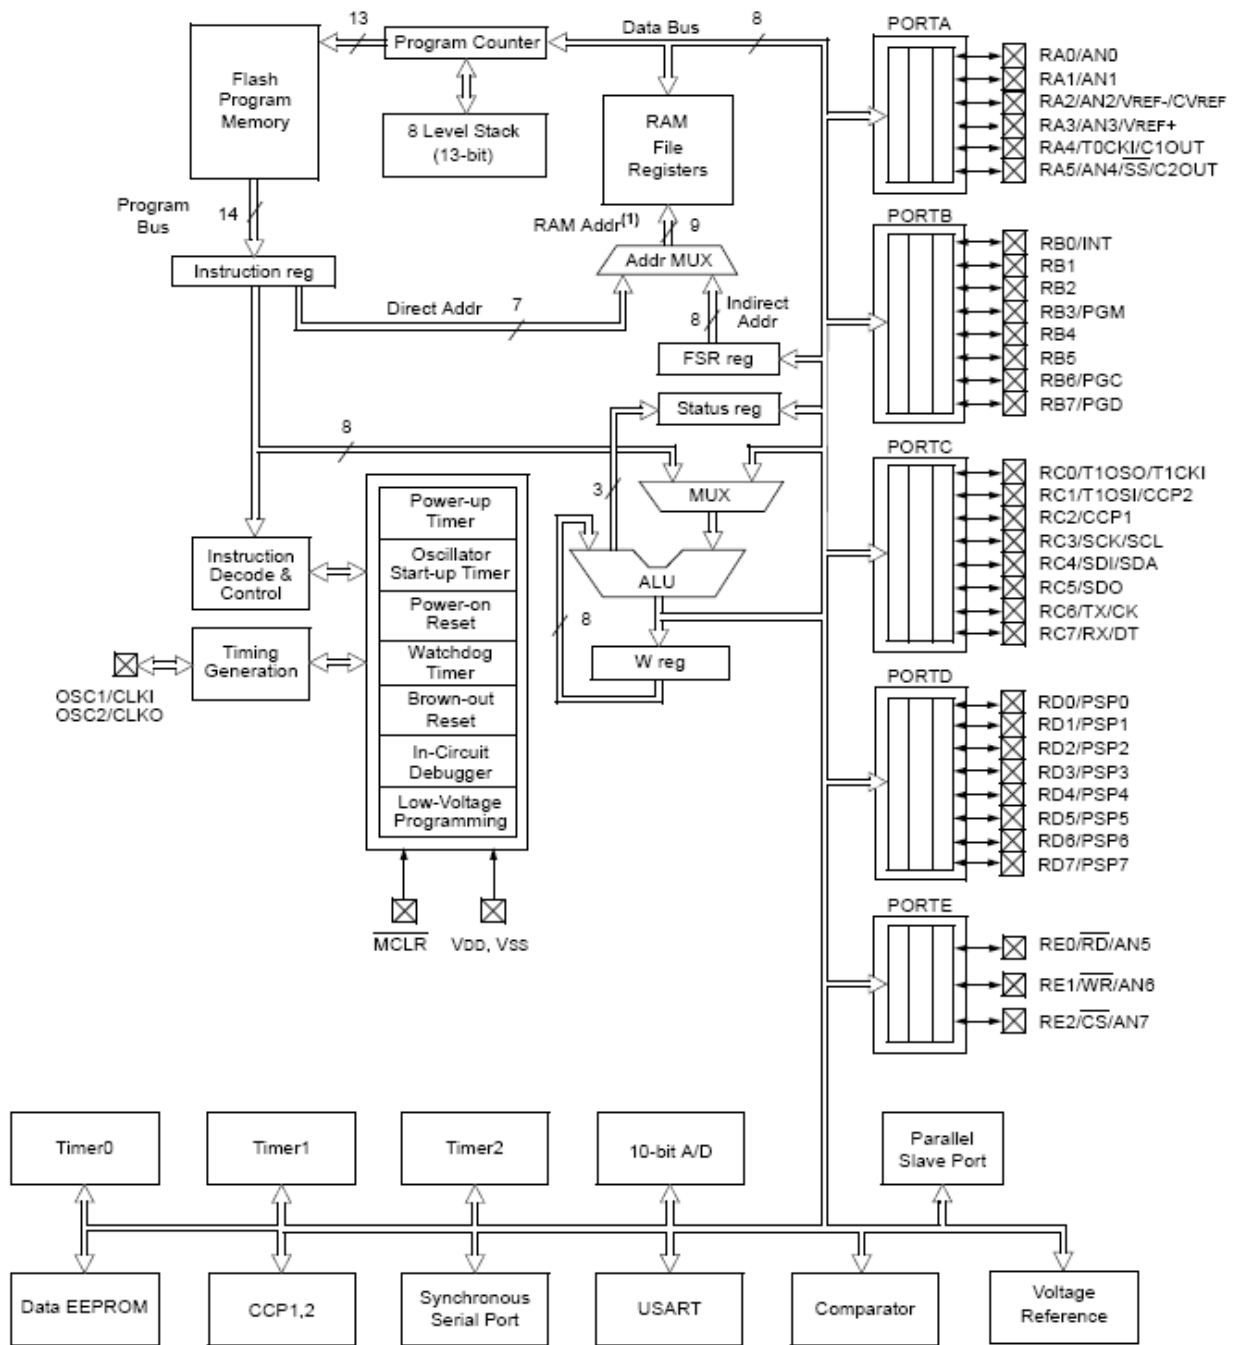 13
Data Bus
8
PORTA
Program Counter
Flash
Program
Memory
8 Level Stack
(13-bit)
RAM
File
Registers
RA0/AN0
RA1/AN1
RA2/AN2/VREF-/CVREF
RA3/AN3/VREF+
RA4/T0CKI/C1OUT
RA5/AN4/SS/C2OUT
Program
Bus
14
RAM Addr(1)
9
PORTB
Instruction reg
Addr MUX
Direct Addr
7
8
Indirect
Addr
FSR reg
RB0/INT
RB1
RB2
RB3/PGM
RB4
RB5
RB6/PGC
RB7/PGD
Status reg
8
3
MUX
PORTC
RC0/T1OSO/T1CKI
RC1/T1OSI/CCP2
RC2/CCP1
RC3/SCK/SCL
RC4/SDI/SDA
RC5/SDO
RC6/TX/CK
RC7/RX/DT
Power-up
Timer
Oscillator
Start-up Timer
Power-on
Reset
Watchdog
Timer
Brown-out
Reset
In-Circuit
Debugger
Low-Voltage
Programming
Instruction
Decode &
Control
ALU
8
W reg
Timing
Generation
OSC1/CLKI
OSC2/CLKO
PORTD
RD0/PSP0
RD1/PSP1
RD2/PSP2
RD3/PSP3
RD4/PSP4
RD5/PSP5
RD6/PSP6
RD7/PSP7
MCLR
VDD, VSS
PORTE
RE0/RD/AN5
RE1/WR/AN6
RE2/CS/AN7
Timer0
Timer1
Timer2
10-bit A/D
Parallel
Slave Port
Data EEPROM
CCP1,2
Synchronous
Serial Port
USART
Comparator
Voltage
Reference